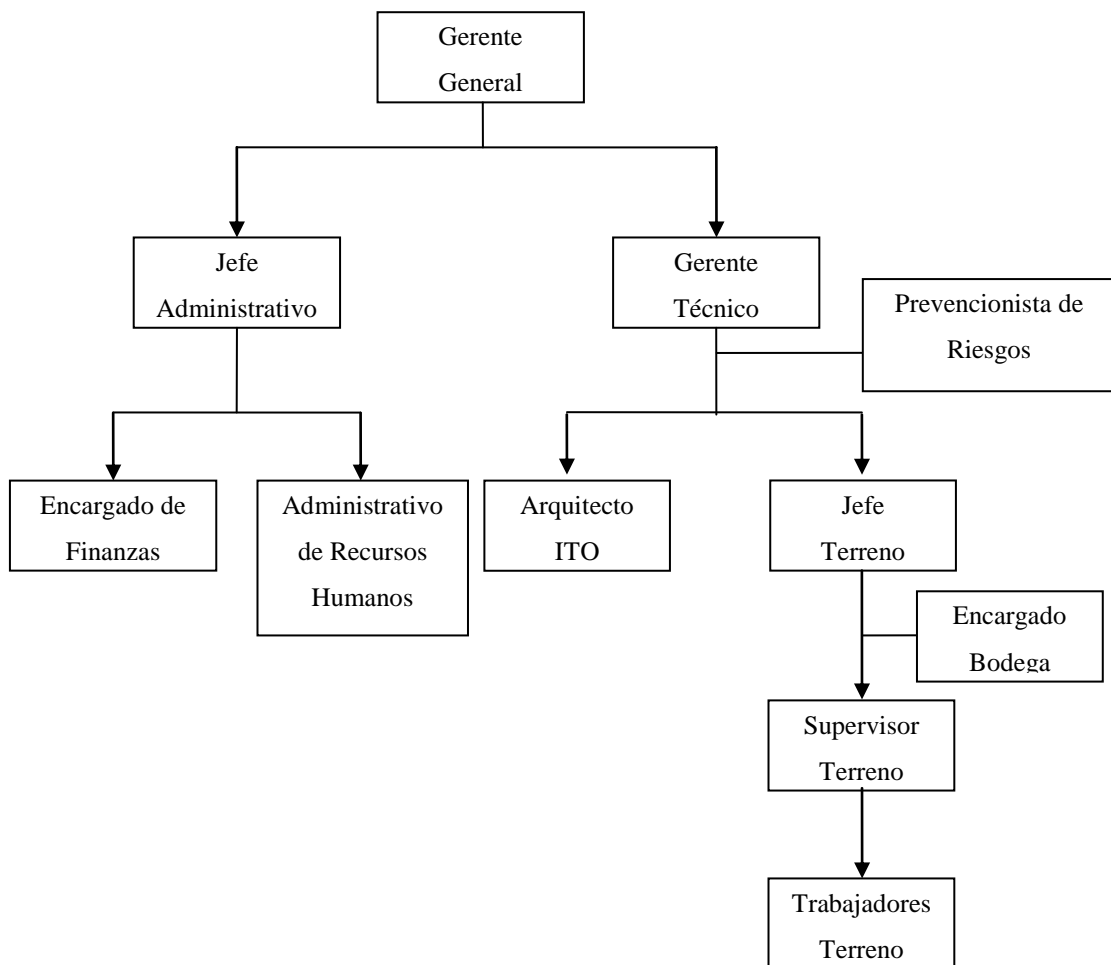 Gerente
General
Jefe
Administrativo
Gerente
Técnico
Prevencionista de
Riesgos
Encargado de
Finanzas
Administrativo
de Recursos
Humanos
Arquitecto
ITO
Jefe
Terreno
Encargado
Bodega
Supervisor
Terreno
Trabajadores
Terreno